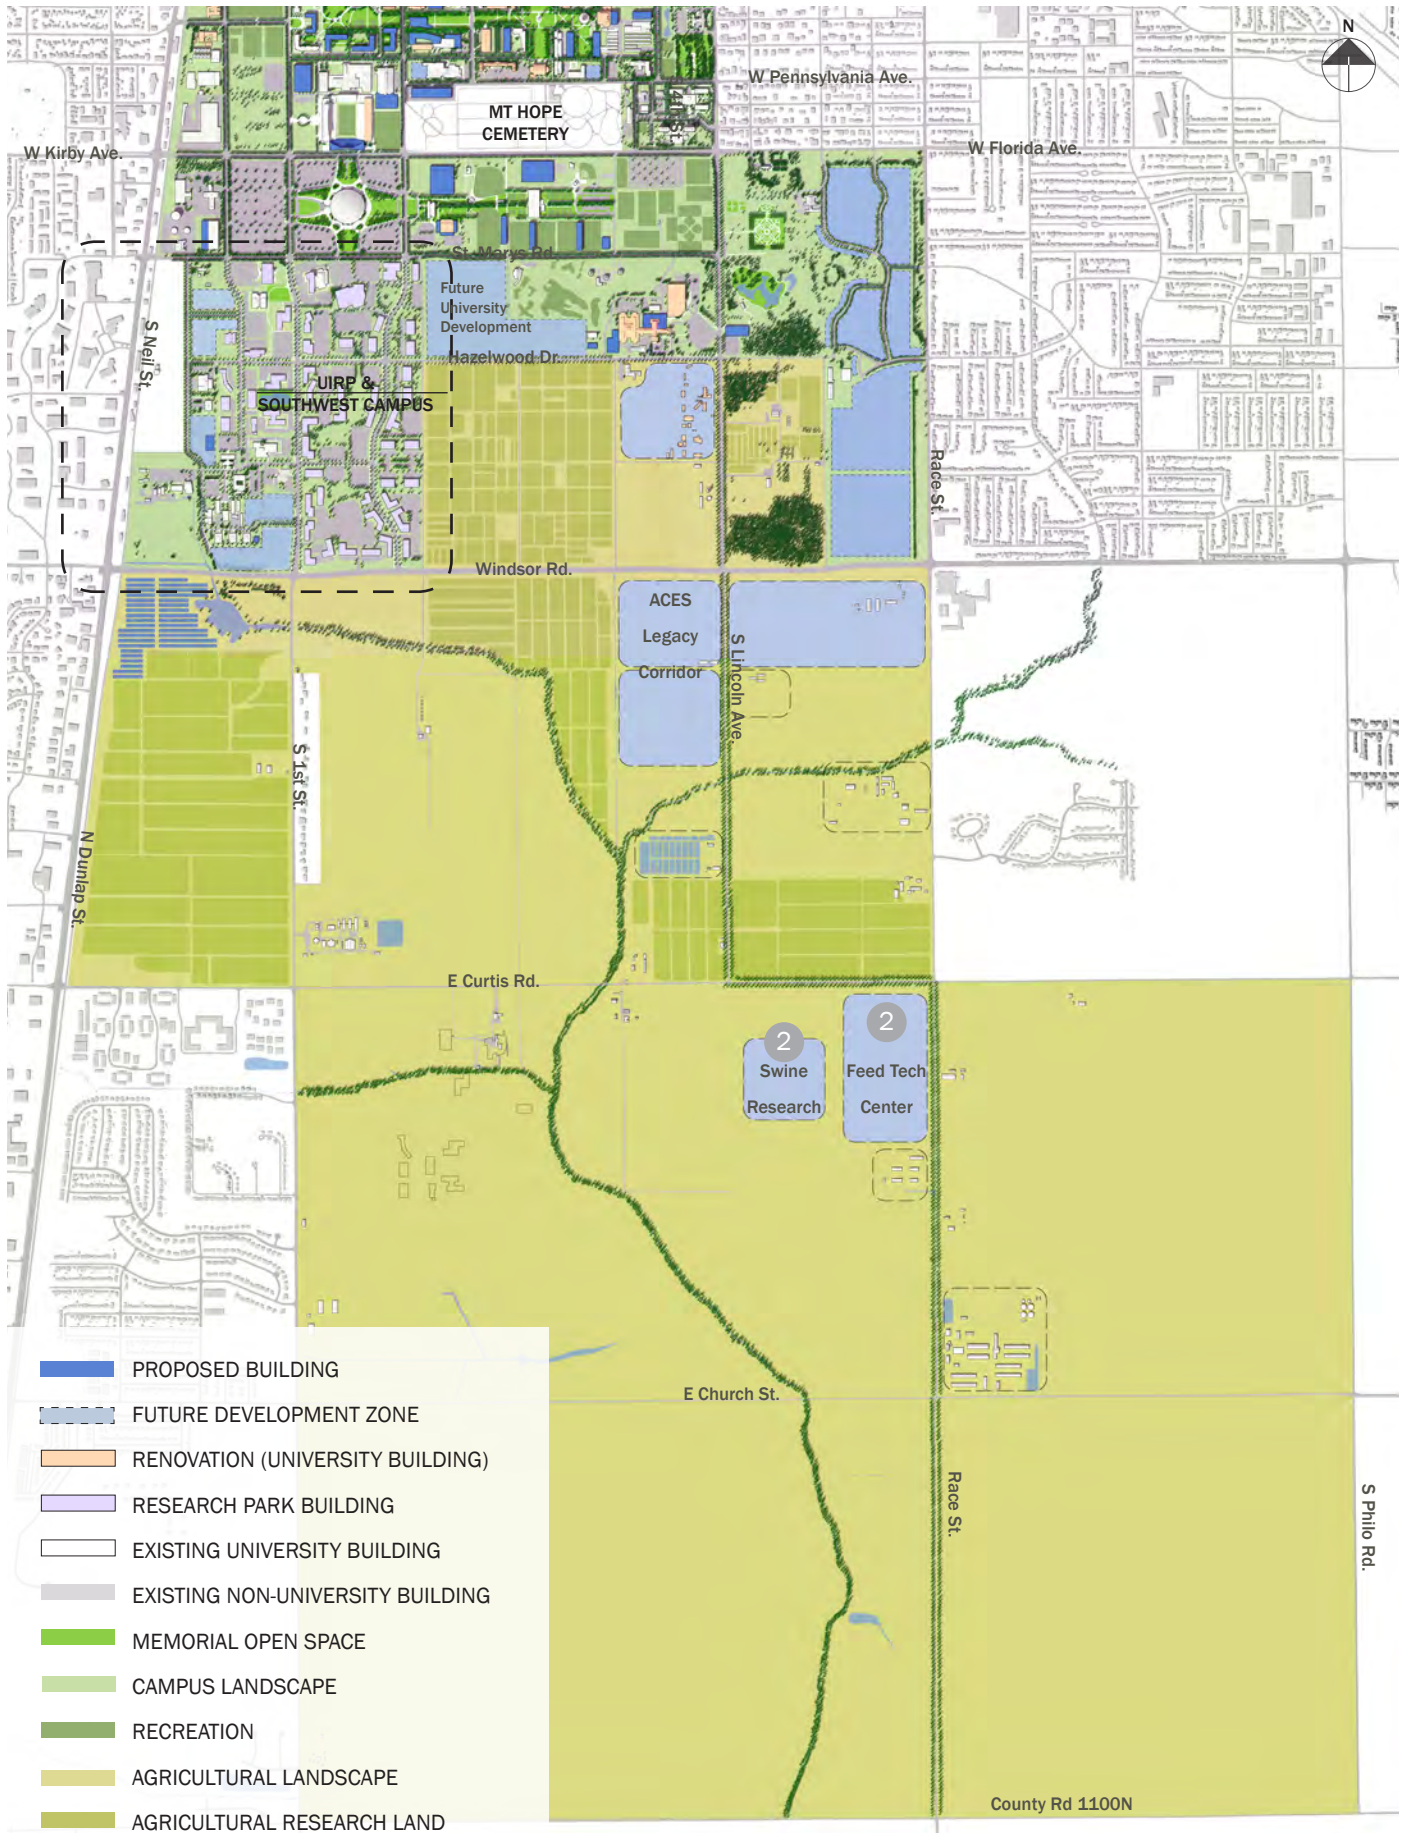 N
W Pennsylvania Ave.
MT HOPE
CEMETERY
W Kirby Ave.
W Florida Ave.
St. Marys Rd.
Future
University
Development
S Neil St.
Hazelwood Dr.
UIRP &
SOUTHWEST CAMPUS
Race St.
Windsor Rd.
ACES
Legacy
Corridor
S Lincoln Ave.
S 1st St.
N Dunlap St.
E Curtis Rd.
2
2
Swine
Research
Feed Tech
Center
E Church St.
Race St.
S Philo Rd.
County Rd 1100N
PROPOSED BUILDING
FUTURE DEVELOPMENT ZONE
RENOVATION (UNIVERSITY BUILDING)
RESEARCH PARK BUILDING
EXISTING UNIVERSITY BUILDING
EXISTING NON-UNIVERSITY BUILDING
MEMORIAL OPEN SPACE
CAMPUS LANDSCAPE
RECREATION
AGRICULTURAL LANDSCAPE
AGRICULTURAL RESEARCH LAND